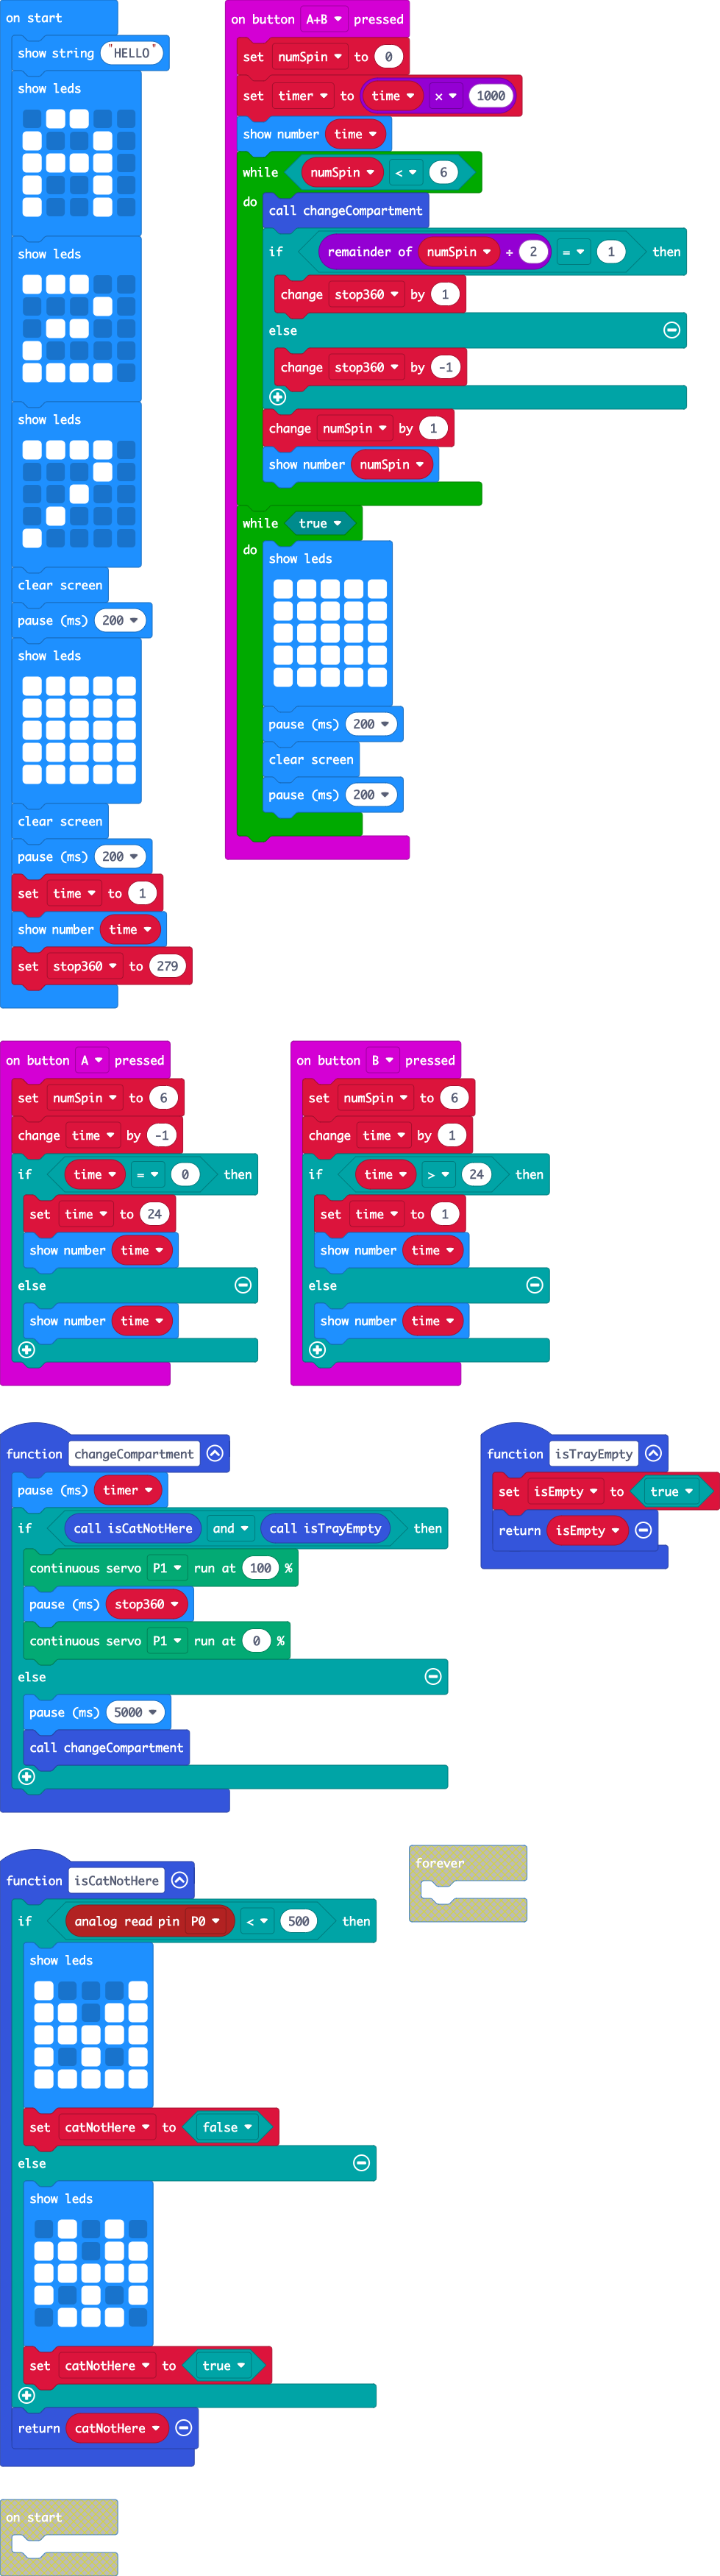 on start
show string "HELLO"
show leds
show leds
show leds
clear screen
pause (ms) 200
show leds
clear screen
pause (ms) 200
set time to 1
show number time
set stop360 to 279
on button A+B pressed
set numSpin to 0
set timer to time × 1000
show number time
while numSpin < 6
do
call changeCompartment
if remainder of numSpin ÷ 2 = 1 then
change stop360 by 1
else
change stop360 by -1
change numSpin by 1
show number numSpin
while true
do
show leds
pause (ms) 200
clear screen
pause (ms) 200
on button A pressed
set numSpin to 6
change time by -1
if time = 0 then
set time to 24
show number time
else
show number time
on button B pressed
set numSpin to 6
change time by 1
if time > 24 then
set time to 1
show number time
else
show number time
function changeCompartment
pause (ms) timer
if call isCatNotHere and call isTrayEmpty then
continuous servo P1 run at 100 %
pause (ms) stop360
continuous servo P1 run at 0 %
else
pause (ms) 5000
call changeCompartment
function isTrayEmpty
set isEmpty to true
return isEmpty
function isCatNotHere
if analog read pin P0 < 500 then
show leds
set catNotHere to false
else
show leds
set catNotHere to true
return catNotHere
forever
on start